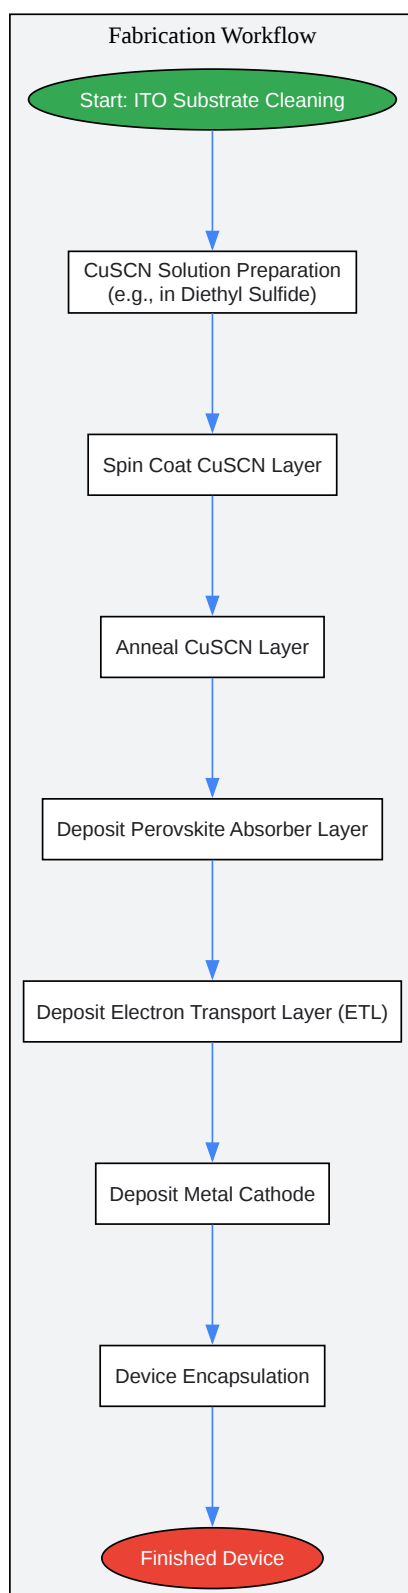 Fabrication Workflow
Start: ITO Substrate Cleaning
CuSCN Solution Preparation
(e.g., in Diethyl Sulfide)
Spin Coat CuSCN Layer
Anneal CuSCN Layer
Deposit Perovskite Absorber Layer
Deposit Electron Transport Layer (ETL)
Deposit Metal Cathode
Device Encapsulation
Finished Device